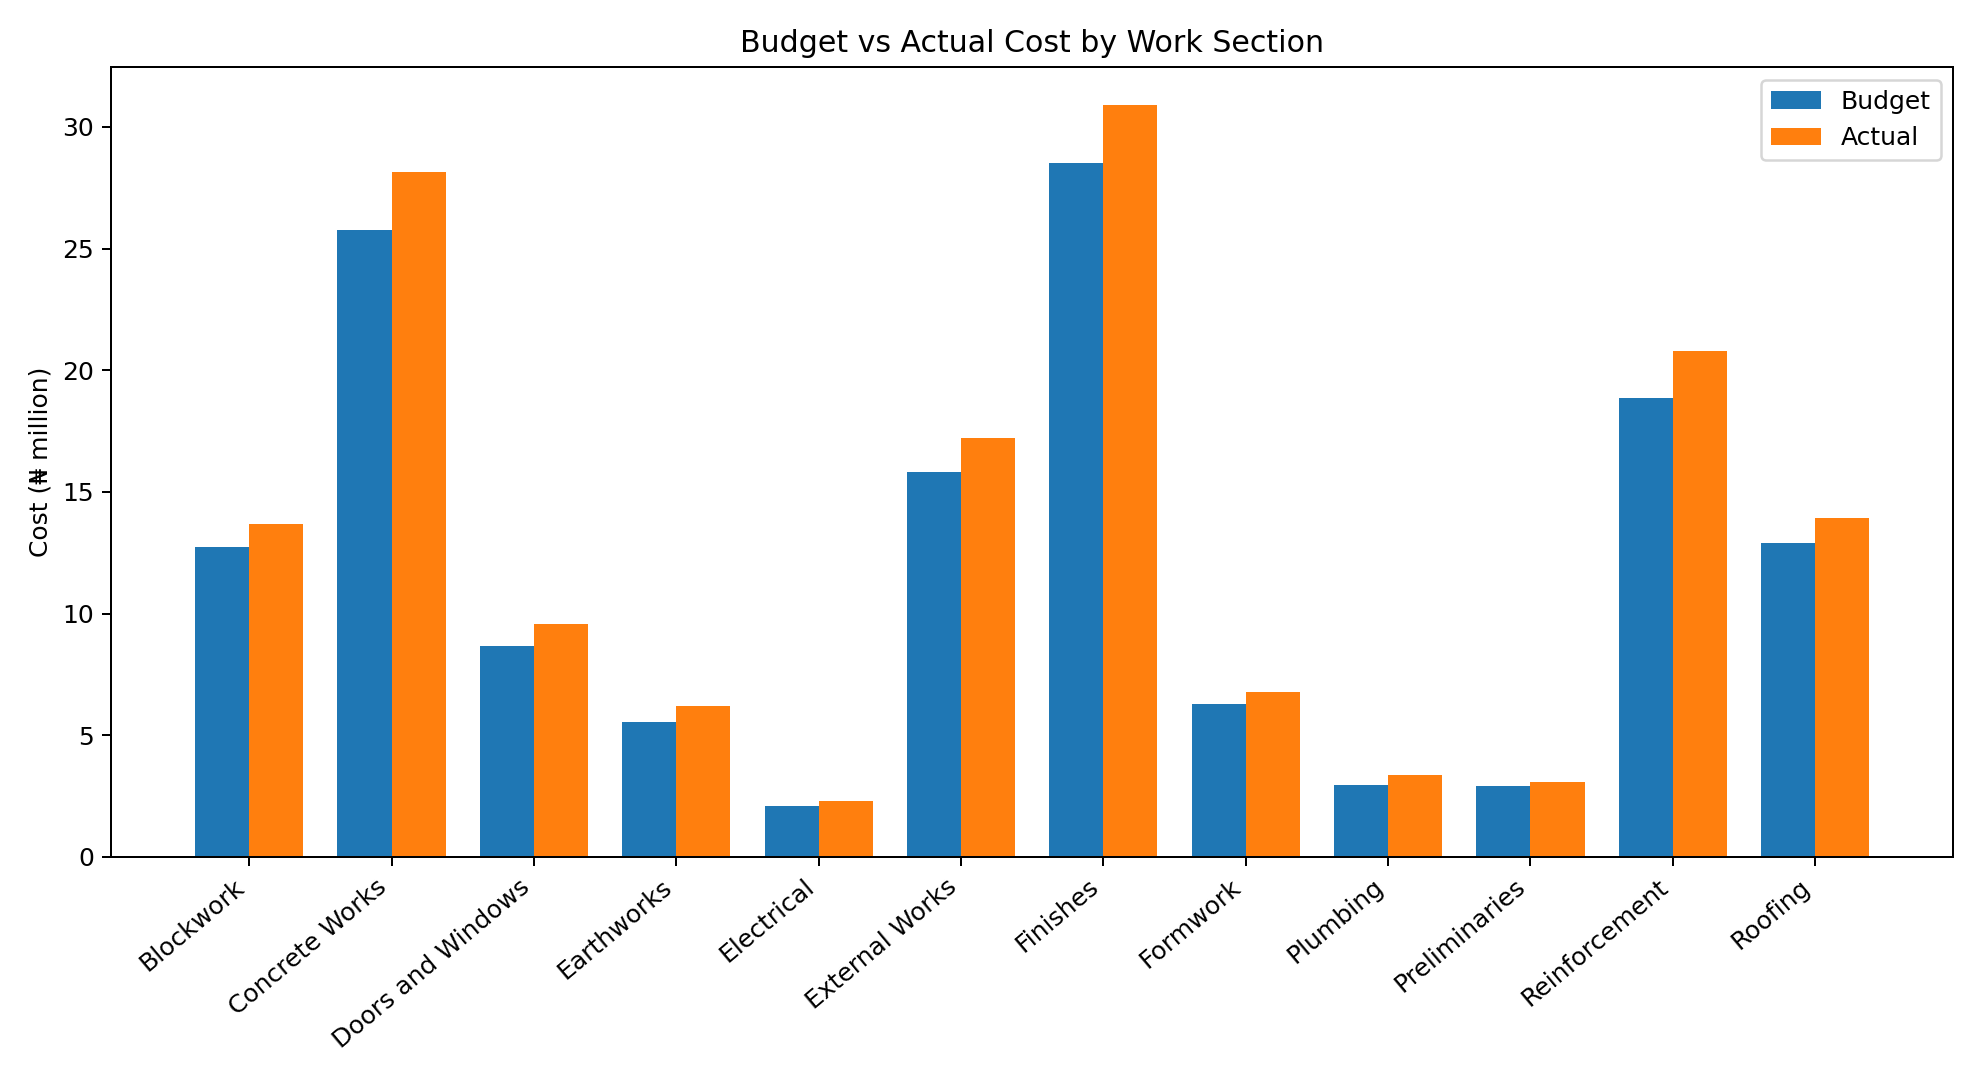 Budget vs Actual Cost by Work Section
Budget
Actual
Cost (₦ million)
30
25
20
15
10
5
0
Blockwork
Concrete Works
Doors and Windows
Earthworks
Electrical
External Works
Finishes
Formwork
Plumbing
Preliminaries
Reinforcement
Roofing